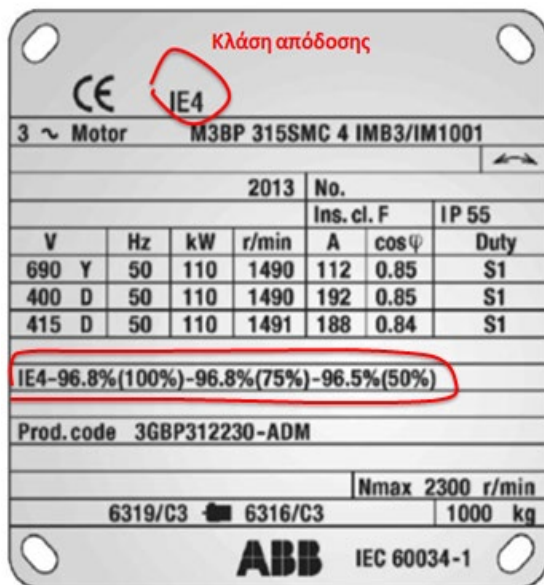 Κλάση απόδοσης
CE IE4
3 ~ Motor M3BP 315SMC 4 IMB3/IM1001
2013 No.
Ins. cl. F IP 55
V Hz kW r/min A cosφ Duty
690 Y 50 110 1490 112 0.85 S1
400 D 50 110 1490 192 0.85 S1
415 D 50 110 1491 188 0.84 S1
IE4-96.8%(100%)-96.8%(75%)-96.5%(50%)
Prod. code 3GBP312230-ADM
Nmax 2300 r/min
6319/C3 6316/C3 1000 kg
ABB IEC 60034-1